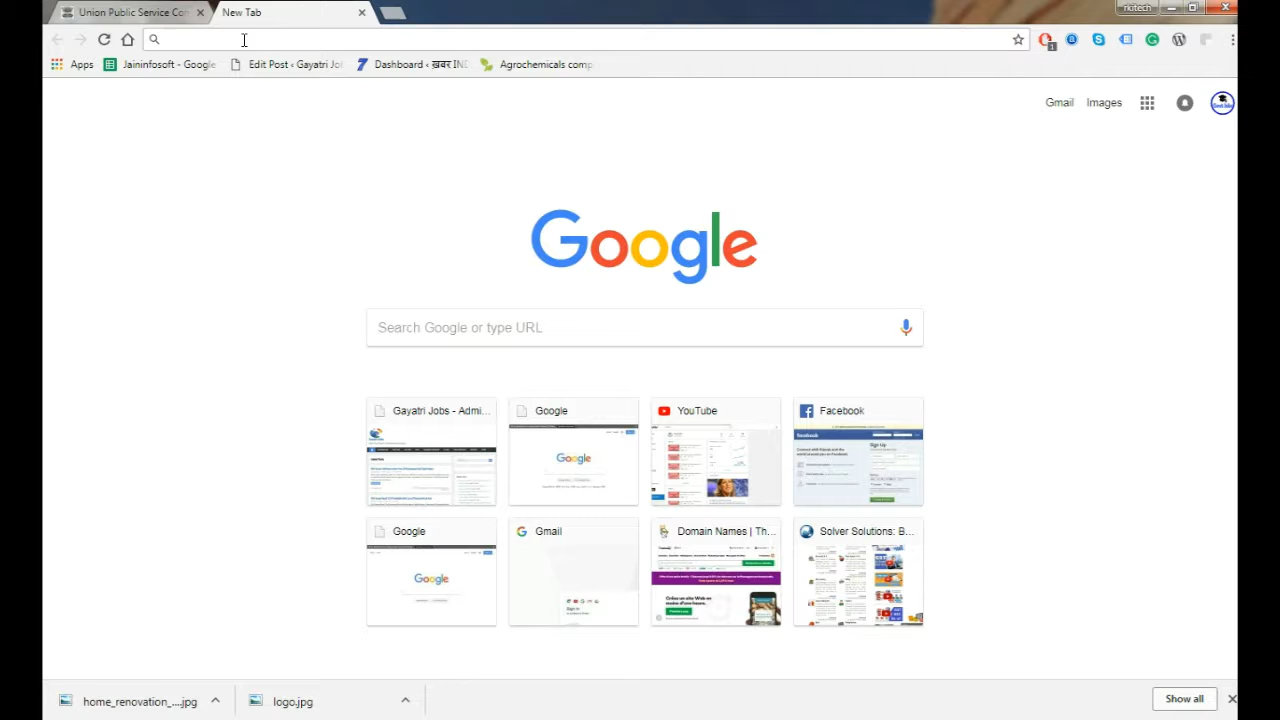 Union Public Service Co
New Tab
rkitech
Apps
Jaininfosoft - Google
Edit Post ‹ Gayatri Jo
Dashboard ‹ ख़बर IN
Agrochemicals comp
Gmail
Images
Google
Search Google or type URL
Gayatri Jobs - Admi...
Google
YouTube
Facebook
Google
Gmail
Domain Names | Th...
Solver Solutions: B...
home_renovation_....jpg
logo.jpg
Show all